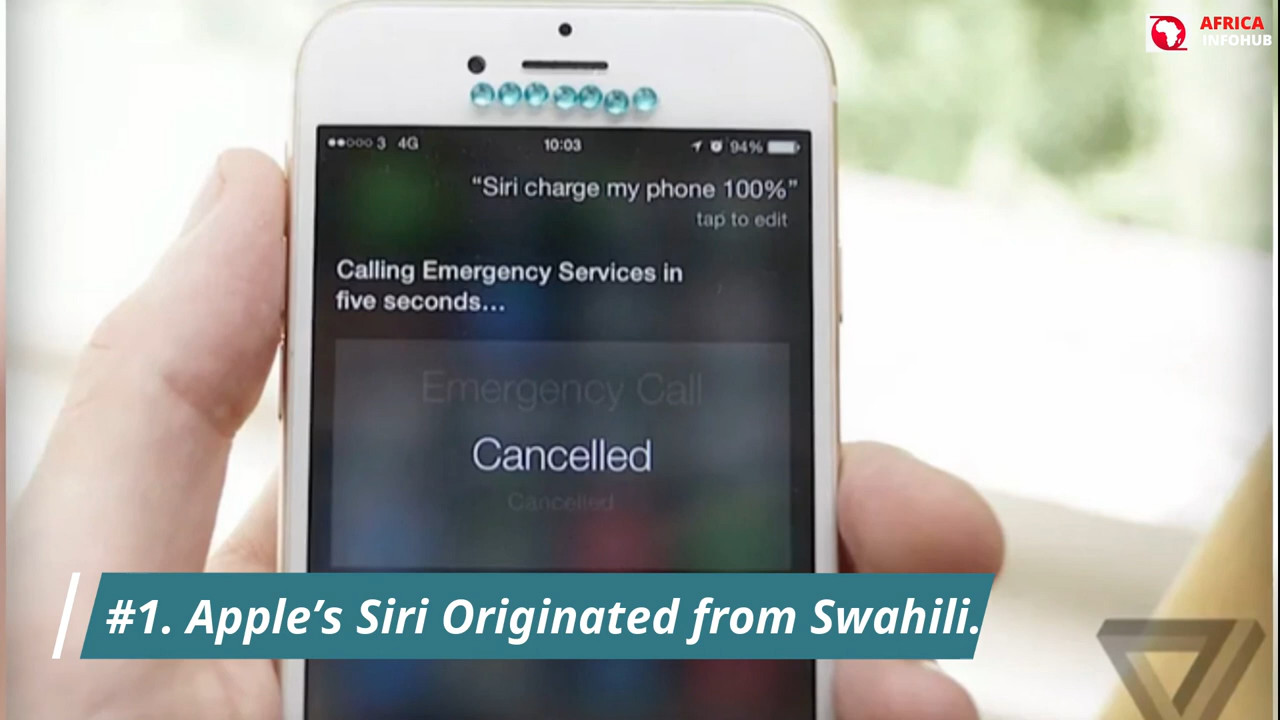 AFRICA
INFOHUB
3 4G 10:03 94%
“Siri charge my phone 100%”
tap to edit
Calling Emergency Services in
five seconds...
Emergency Call
Cancelled
Cancelled
#1. Apple’s Siri Originated from Swahili.